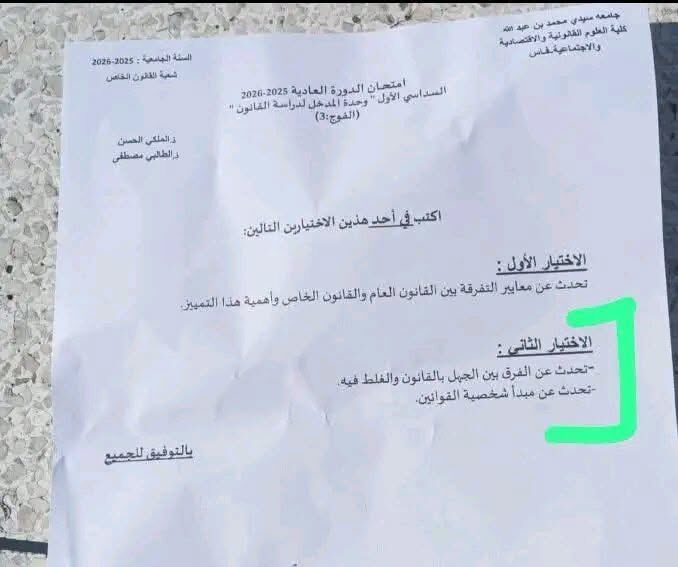 جامعة سيدي محمد بن عبد الله
كلية العلوم القانونية والاقتصادية
والاجتماعية-فاس
السنة الجامعية : 2025-2026
شعبة القانون الخاص
امتحان الدورة العادية 2025-2026
السداسي الأول " وحدة المدخل لدراسة القانون "
(الفوج:3)
ذ.الملكي الحسن
ذ.الطالبي مصطفى
اكتب في أحد هذين الاختيارين التالين:
الاختيار الأول :
تحدث عن معايير التفرقة بين القانون العام والقانون الخاص وأهمية هذا التمييز.
الاختيار الثاني :
-تحدث عن الفرق بين الجهل بالقانون والغلط فيه.
-تحدث عن مبدأ شخصية القوانين.
بالتوفيق للجميع